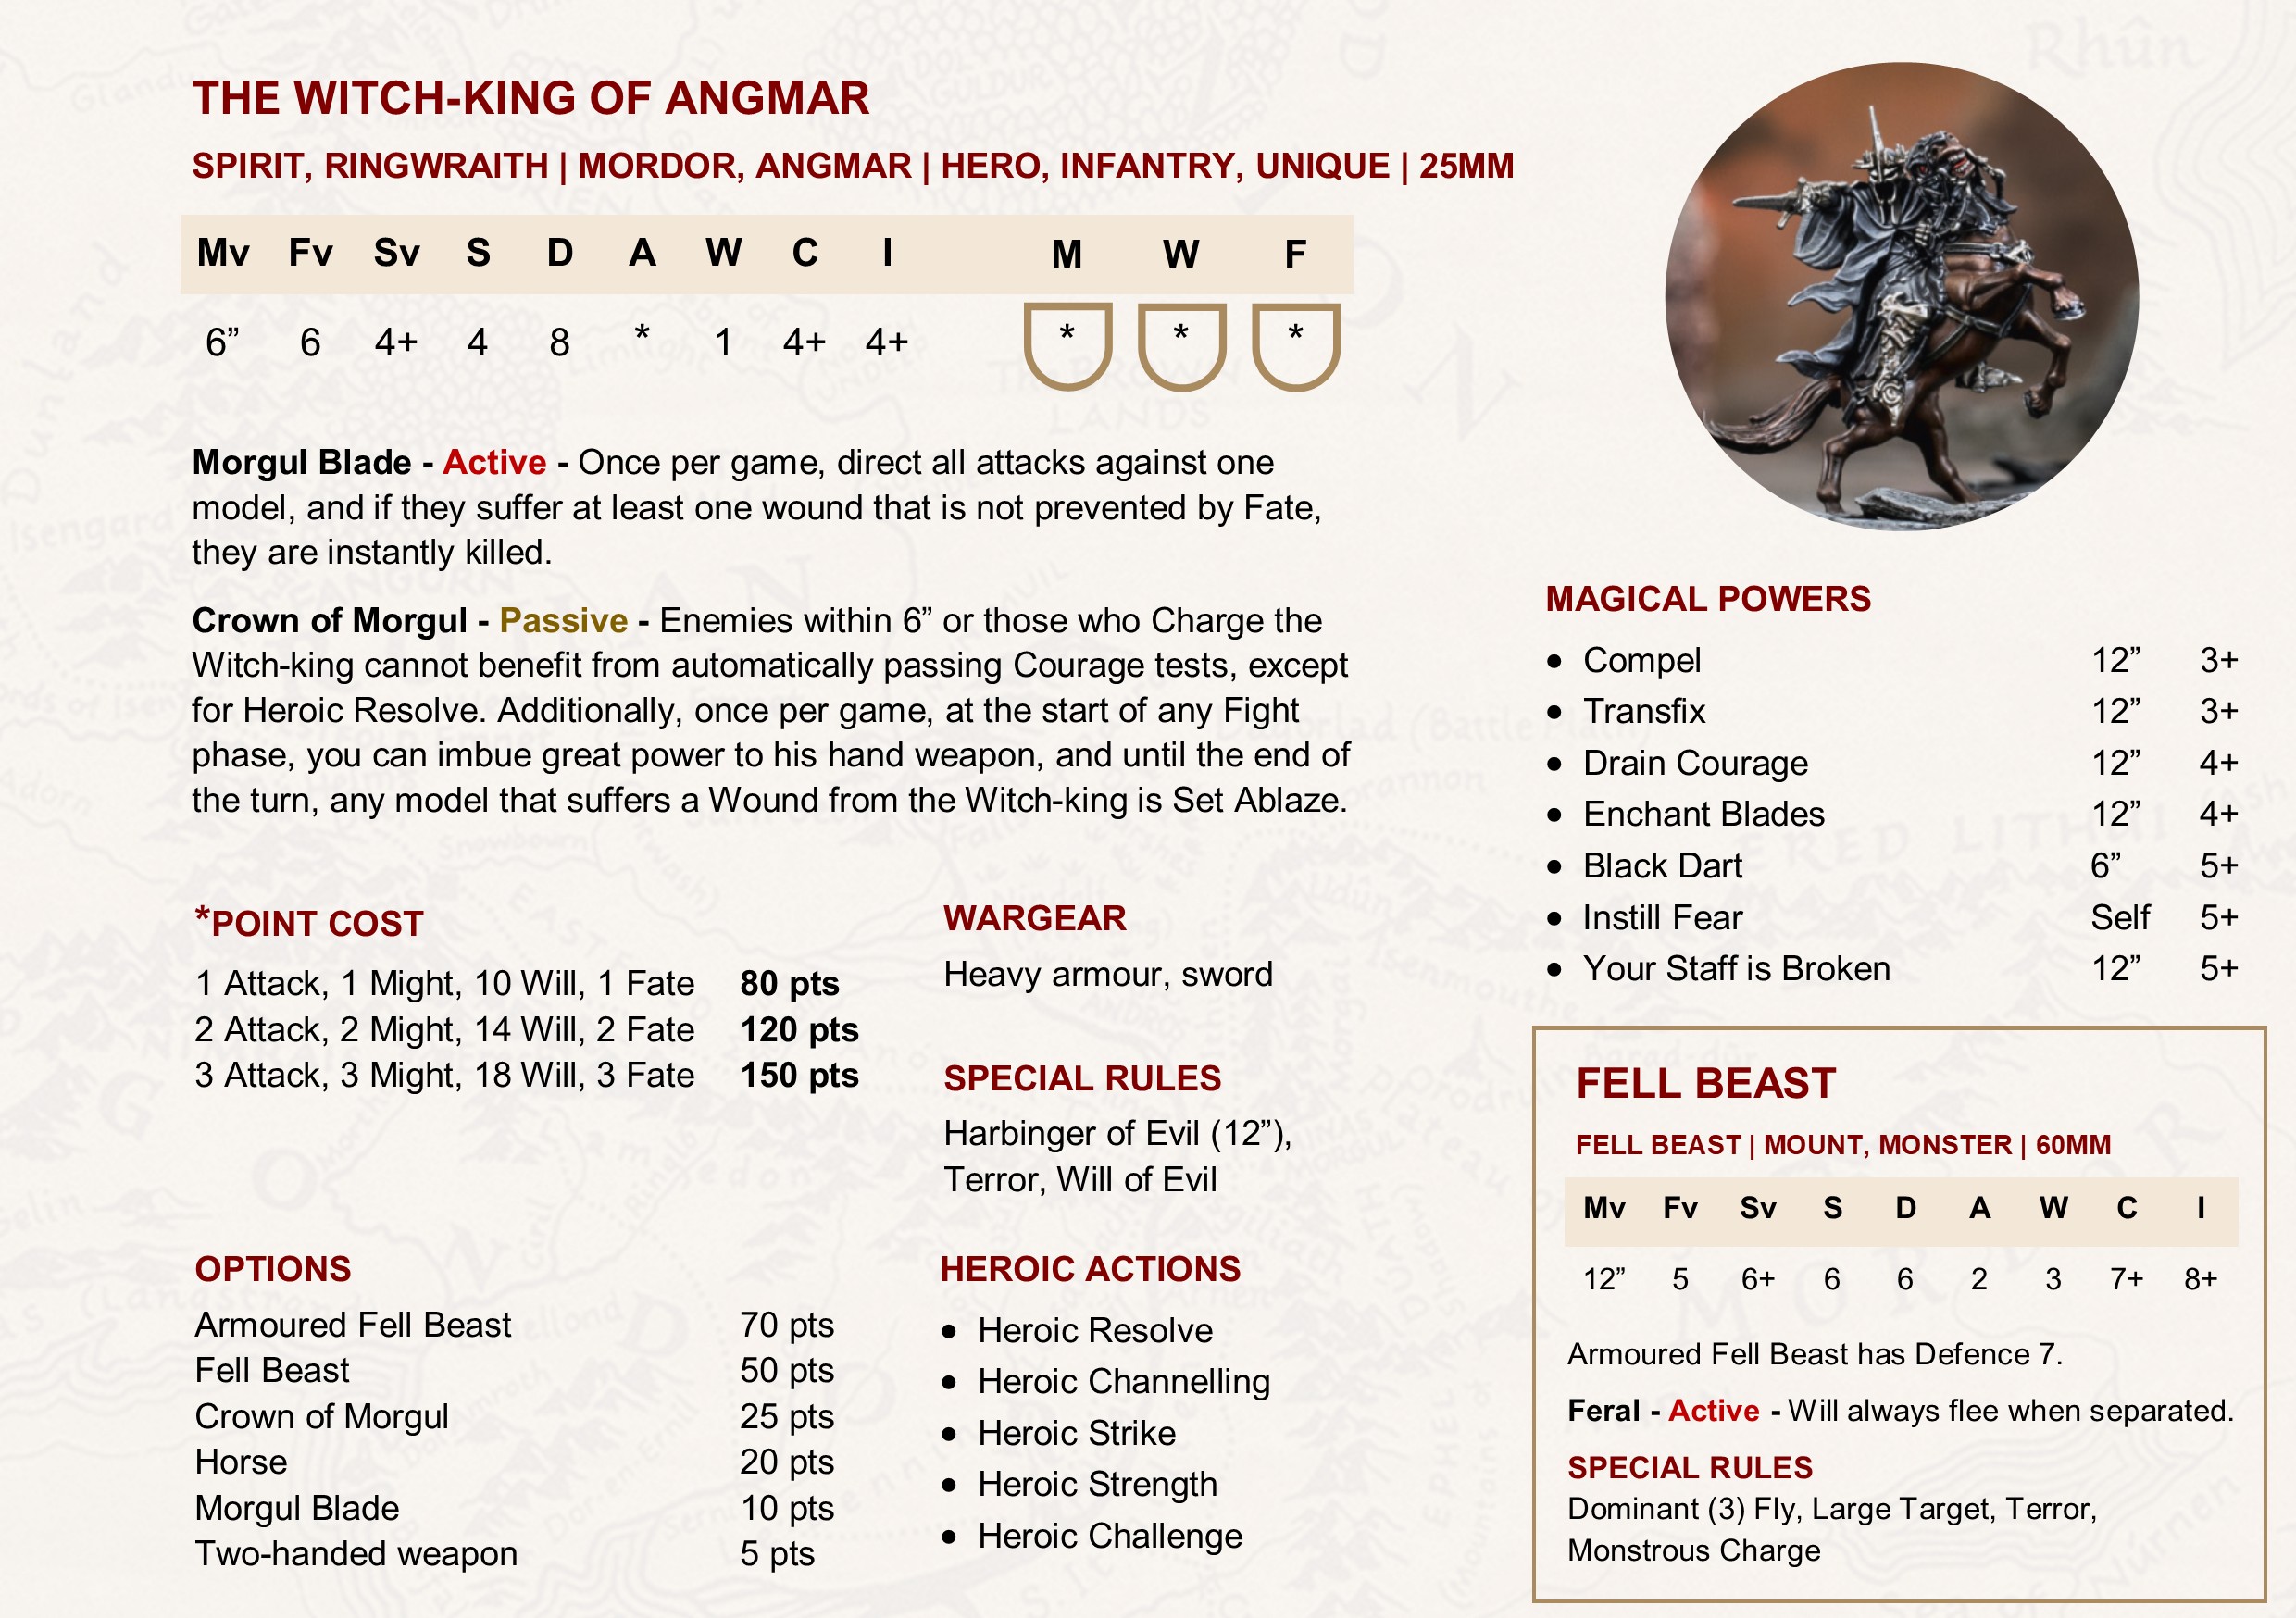 THE WITCH-KING OF ANGMAR
SPIRIT, RINGWRAITH | MORDOR, ANGMAR | HERO, INFANTRY, UNIQUE | 25MM
Mv Fv Sv S D A W C I M W F
6” 6 4+ 4 8 * 1 4+ 4+ * * *
Morgul Blade - Active - Once per game, direct all attacks against one
model, and if they suffer at least one wound that is not prevented by Fate,
they are instantly killed.
Crown of Morgul - Passive - Enemies within 6” or those who Charge the
Witch-king cannot benefit from automatically passing Courage tests, except
for Heroic Resolve. Additionally, once per game, at the start of any Fight
phase, you can imbue great power to his hand weapon, and until the end of
the turn, any model that suffers a Wound from the Witch-king is Set Ablaze.
*POINT COST
1 Attack, 1 Might, 10 Will, 1 Fate 80 pts
2 Attack, 2 Might, 14 Will, 2 Fate 120 pts
3 Attack, 3 Might, 18 Will, 3 Fate 150 pts
OPTIONS
Armoured Fell Beast 70 pts
Fell Beast 50 pts
Crown of Morgul 25 pts
Horse 20 pts
Morgul Blade 10 pts
Two-handed weapon 5 pts
WARGEAR
Heavy armour, sword
SPECIAL RULES
Harbinger of Evil (12”),
Terror, Will of Evil
HEROIC ACTIONS
• Heroic Resolve
• Heroic Channelling
• Heroic Strike
• Heroic Strength
• Heroic Challenge
MAGICAL POWERS
• Compel 12” 3+
• Transfix 12” 3+
• Drain Courage 12” 4+
• Enchant Blades 12” 4+
• Black Dart 6” 5+
• Instill Fear Self 5+
• Your Staff is Broken 12” 5+
FELL BEAST
FELL BEAST | MOUNT, MONSTER | 60MM
Mv Fv Sv S D A W C I
12” 5 6+ 6 6 2 3 7+ 8+
Armoured Fell Beast has Defence 7.
Feral - Active - Will always flee when separated.
SPECIAL RULES
Dominant (3) Fly, Large Target, Terror,
Monstrous Charge
Rhûn
Dunland
Isengard
Adorn
Snowbourn
LANDS